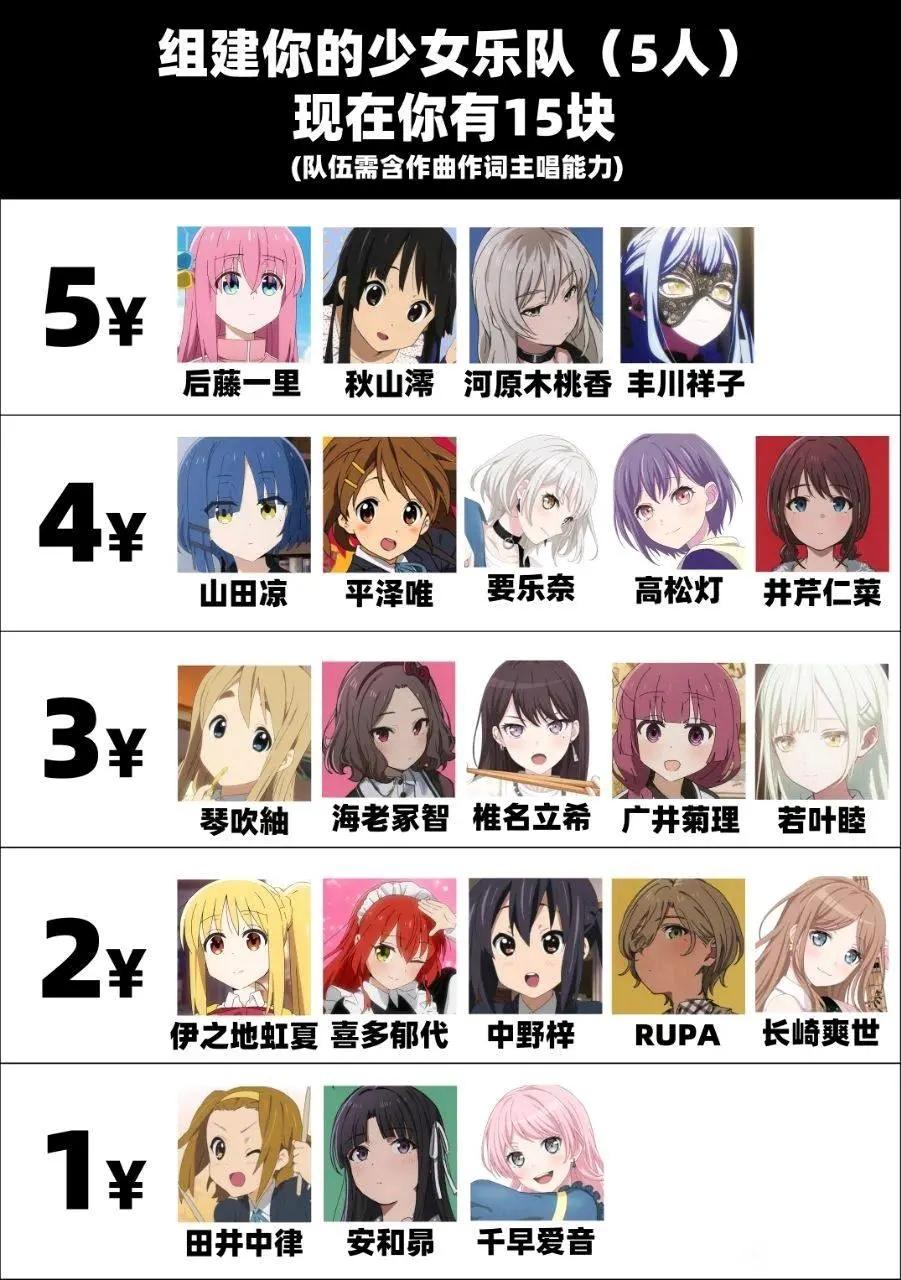 组建你的少女乐队（5人）
现在你有15块
(队伍需含作曲作词主唱能力)
5¥
后藤一里 秋山澪 河原木桃香 丰川祥子
4¥
山田凉 平泽唯 要乐奈 高松灯 井芹仁菜
3¥
琴吹紬 海老冢智 椎名立希 广井菊理 若叶睦
2¥
伊之地虹夏 喜多郁代 中野梓 RUPA 长崎爽世
1¥
田井中律 安和昴 千早爱音